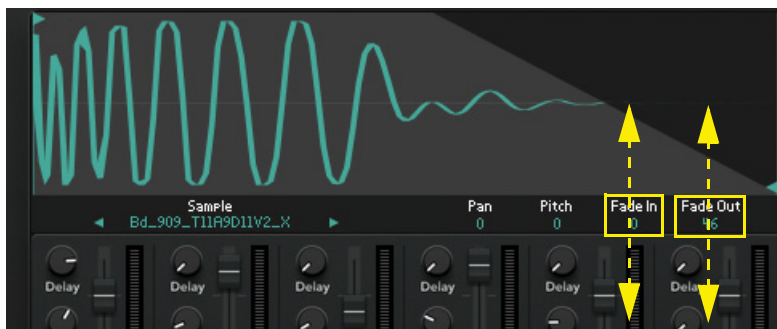 Sample Pan Pitch Fade In Fade Out
Bd_909_T11A9D11V2_X 0 0 0 46
Delay Delay Delay Delay Delay Delay